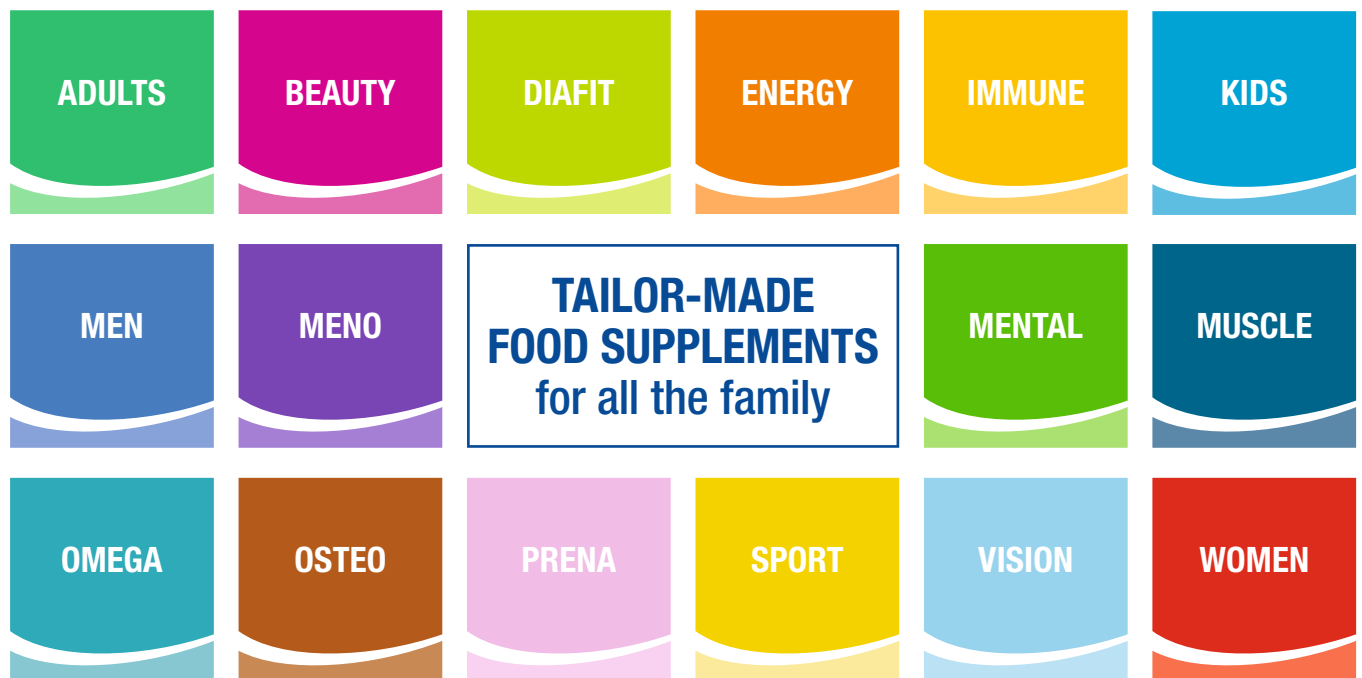 ADULTS
BEAUTY
DIAFIT
ENERGY
IMMUNE
KIDS
MEN
MENO
TAILOR-MADE
FOOD SUPPLEMENTS
for all the family
MENTAL
MUSCLE
OMEGA
OSTEO
PRENA
SPORT
VISION
WOMEN